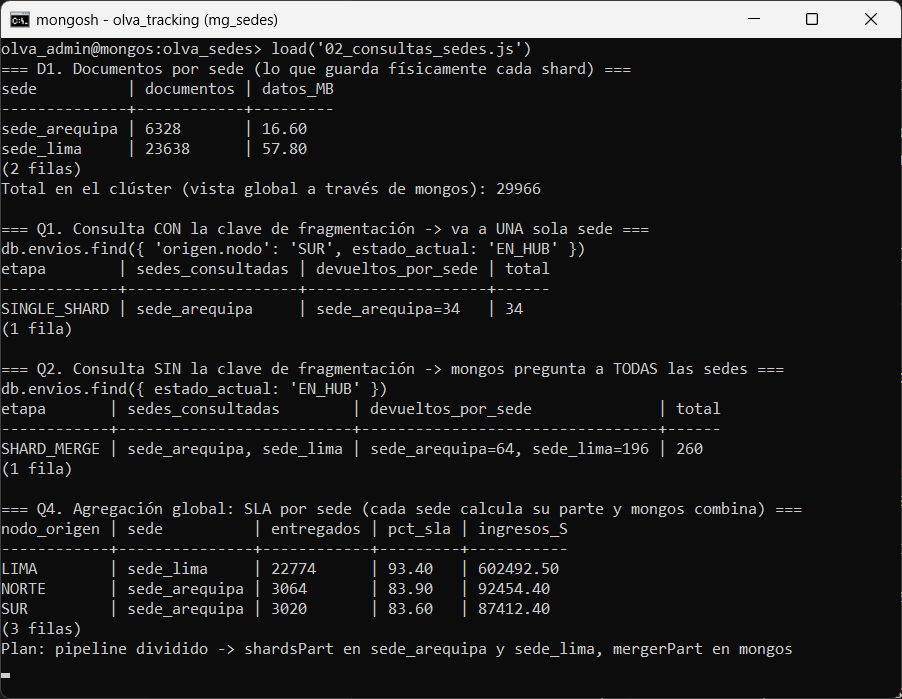 mongosh - olva_tracking (mg_sedes)
olva_admin@mongos:olva_sedes> load('02_consultas_sedes.js')
=== D1. Documentos por sede (lo que guarda físicamente cada shard) ===
sede          | documentos | datos_MB
--------------+------------+---------
sede_arequipa | 6328       | 16.60
sede_lima     | 23638      | 57.80
(2 filas)
Total en el clúster (vista global a través de mongos): 29966
=== Q1. Consulta CON la clave de fragmentación -> va a UNA sola sede ===
db.envios.find({ 'origen.nodo': 'SUR', estado_actual: 'EN_HUB' })
etapa        | sedes_consultadas | devueltos_por_sede | total
-------------+-------------------+--------------------+------
SINGLE_SHARD | sede_arequipa     | sede_arequipa=34   | 34
(1 fila)
=== Q2. Consulta SIN la clave de fragmentación -> mongos pregunta a TODAS las sedes ===
db.envios.find({ estado_actual: 'EN_HUB' })
etapa       | sedes_consultadas        | devueltos_por_sede              | total
------------+--------------------------+---------------------------------+------
SHARD_MERGE | sede_arequipa, sede_lima | sede_arequipa=64, sede_lima=196 | 260
(1 fila)
=== Q4. Agregación global: SLA por sede (cada sede calcula su parte y mongos combina) ===
nodo_origen | sede          | entregados | pct_sla | ingresos_S
------------+---------------+------------+---------+-----------
LIMA        | sede_lima     | 22774      | 93.40   | 602492.50
NORTE       | sede_arequipa | 3064       | 83.90   | 92454.40
SUR         | sede_arequipa | 3020       | 83.60   | 87412.40
(3 filas)
Plan: pipeline dividido -> shardsPart en sede_arequipa y sede_lima, mergerPart en mongos